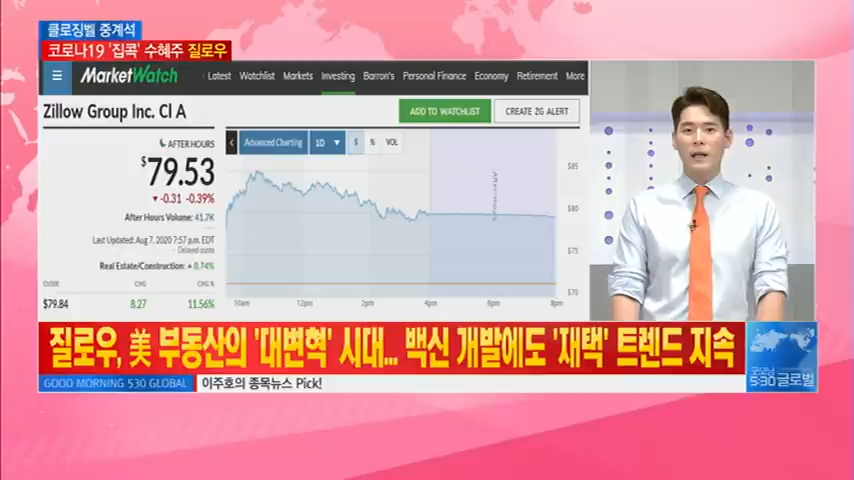 클로징벨 중계석
코로나19 '집콕' 수혜주 질로우
MarketWatch
Latest Watchlist Markets Investing Barron's Personal Finance Economy Retirement More
Zillow Group Inc. Cl A
ADD TO WATCHLIST
CREATE ZG ALERT
AFTER HOURS
$79.53
-0.31 -0.39%
After Hours Volume: 41.7K
Last Updated: Aug 7, 2020 7:57 p.m. EDT
Delayed quote
Real Estate/Construction: 0.74%
CLOSE CHG CHG %
$79.84 8.27 11.56%
Advanced Charting 1D $ % VOL
After Hours
$85
$80
$75
$70
10am 12pm 2pm 4pm 6pm 8pm
질로우, 美 부동산의 '대변혁' 시대... 백신 개발에도 '재택' 트렌드 지속
GOOD MORNING 530 GLOBAL
이주호의 종목뉴스 Pick!
굿모닝
5:30 글로벌